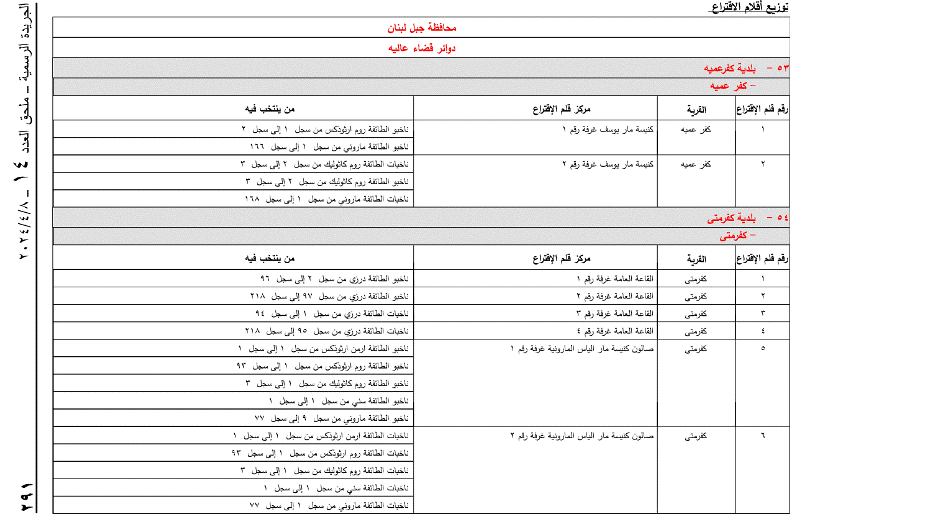 توزيع أقلام الإقتراع
محافظة جبل لبنان
دوائر قضاء عاليه
٥٣ - بلدية كفرعميه
- كفر عميه
رقم قلم الإقتراع القرية مركز قلم الإقتراع من ينتخب فيه
١ كفر عميه كنيسة مار يوسف غرفة رقم ١ ناخبو الطائفة روم ارثوذكس من سجل ١ إلى سجل ٢
ناخبو الطائفة ماروني من سجل ١ إلى سجل ١٦٦
٢ كفر عميه كنيسة مار يوسف غرفة رقم ٢ ناخبات الطائفة روم كاثوليك من سجل ٢ إلى سجل ٣
ناخبو الطائفة روم كاثوليك من سجل ٢ إلى سجل ٣
ناخبات الطائفة ماروني من سجل ١ إلى سجل ١٦٨
٥٤ - بلدية كفرمتى
- كفرمتى
رقم قلم الإقتراع القرية مركز قلم الإقتراع من ينتخب فيه
١ كفرمتى القاعة العامة غرفة رقم ١ ناخبو الطائفة درزي من سجل ٢ إلى سجل ٩٦
٢ كفرمتى القاعة العامة غرفة رقم ٢ ناخبو الطائفة درزي من سجل ٩٧ إلى سجل ٢١٨
٣ كفرمتى القاعة العامة غرفة رقم ٣ ناخبات الطائفة درزي من سجل ١ إلى سجل ٩٤
٤ كفرمتى القاعة العامة غرفة رقم ٤ ناخبات الطائفة درزي من سجل ٩٥ إلى سجل ٢١٨
٥ كفرمتى صالون كنيسة مار الياس المارونية غرفة رقم ١ ناخبو الطائفة ارمن ارثوذكس من سجل ١ إلى سجل ١
ناخبو الطائفة روم ارثوذكس من سجل ١ إلى سجل ٩٣
ناخبو الطائفة روم كاثوليك من سجل ١ إلى سجل ٣
ناخبو الطائفة سني من سجل ١ إلى سجل ١
ناخبو الطائفة ماروني من سجل ٩ إلى سجل ٧٧
٦ كفرمتى صالون كنيسة مار الياس المارونية غرفة رقم ٢ ناخبات الطائفة ارمن ارثوذكس من سجل ١ إلى سجل ١
ناخبات الطائفة روم ارثوذكس من سجل ١ إلى سجل ٩٣
ناخبات الطائفة روم كاثوليك من سجل ١ إلى سجل ٣
ناخبات الطائفة سني من سجل ١ إلى سجل ١
ناخبات الطائفة ماروني من سجل ١ إلى سجل ٧٧
الجريدة الرسمية – ملحق العدد ١٤ – ٢٠٢٤/٤/٨
٢٩١